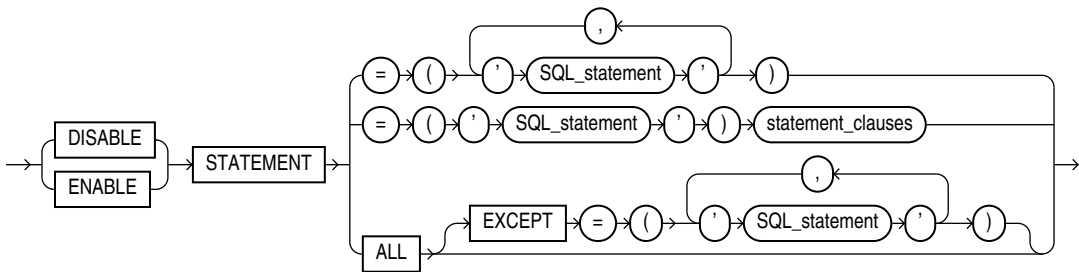 ,
= ( ' SQL_statement ' )
= ( ' SQL_statement ' ) statement_clauses
DISABLE
ENABLE
STATEMENT
,
EXCEPT = ( ' SQL_statement ' )
ALL